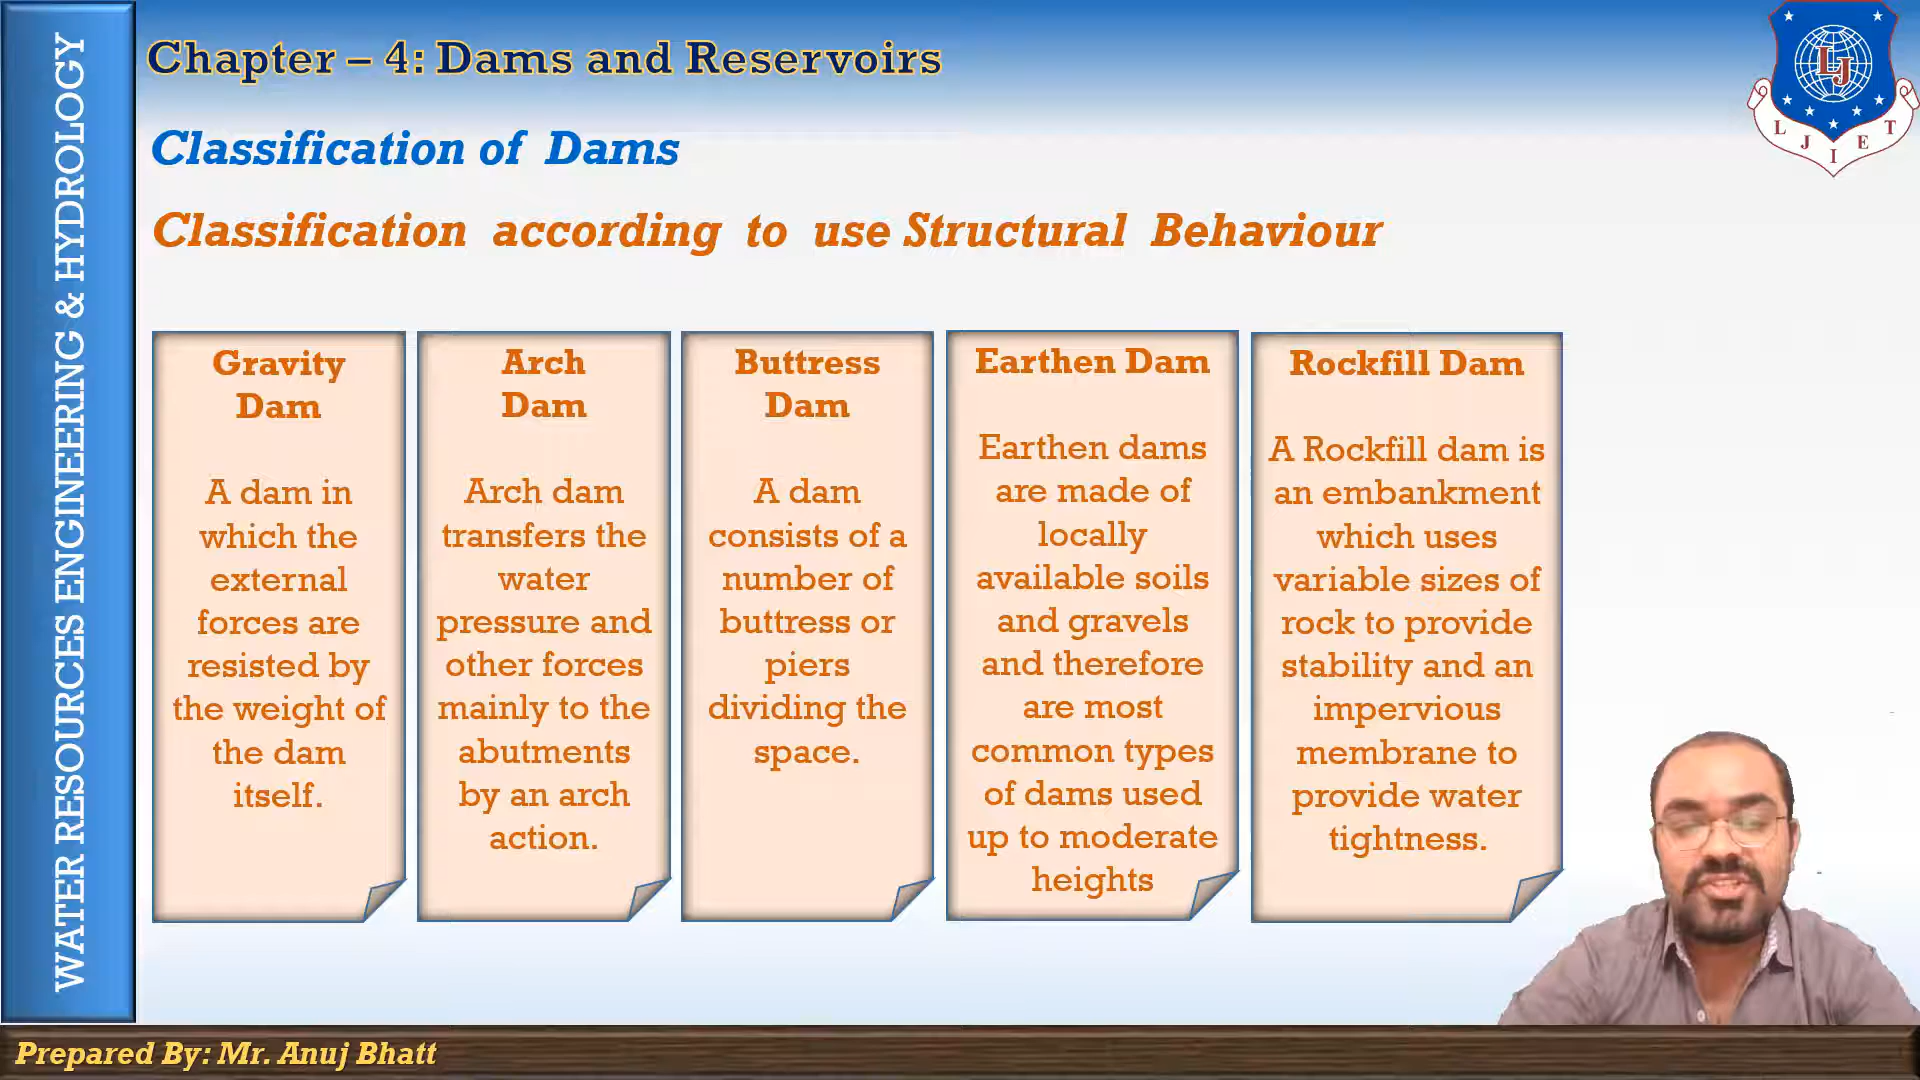 WATER RESOURCES ENGINEERING & HYDROLOGY
Chapter – 4: Dams and Reservoirs
Classification of Dams
Classification according to use Structural Behaviour
Gravity
Dam
A dam in
which the
external
forces are
resisted by
the weight of
the dam
itself.
Arch
Dam
Arch dam
transfers the
water
pressure and
other forces
mainly to the
abutments
by an arch
action.
Buttress
Dam
A dam
consists of a
number of
buttress or
piers
dividing the
space.
Earthen Dam
Earthen dams
are made of
locally
available soils
and gravels
and therefore
are most
common types
of dams used
up to moderate
heights
Rockfill Dam
A Rockfill dam is
an embankment
which uses
variable sizes of
rock to provide
stability and an
impervious
membrane to
provide water
tightness.
LJ
L J I E T
Prepared By: Mr. Anuj Bhatt